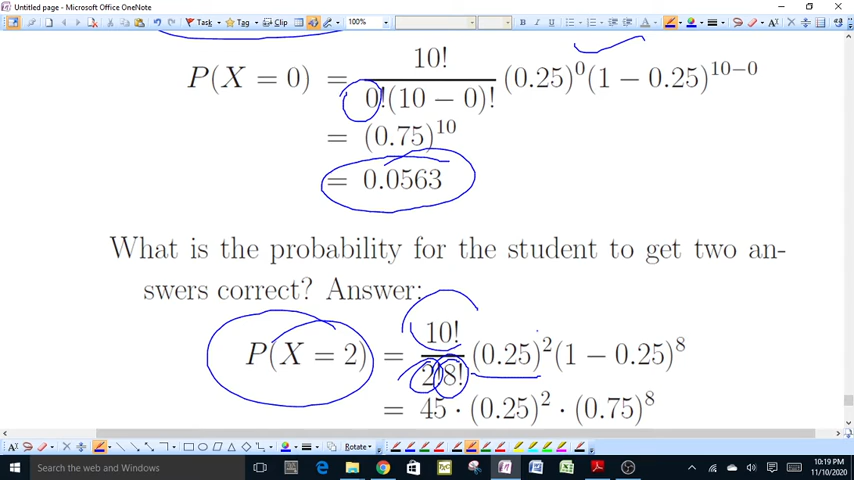 Untitled page - Microsoft Office OneNote
Task Tag Clip 100% B I U
P(X = 0) = 10! / 0!(10 − 0)! (0.25)^0 (1 − 0.25)^{10−0}
= (0.75)^{10}
= 0.0563
What is the probability for the student to get two an-
swers correct? Answer:
P(X = 2) = 10! / 2!8! (0.25)^2 (1 − 0.25)^8
= 45 · (0.25)^2 · (0.75)^8
Rotate
Search the web and Windows
10:19 PM
11/10/2020